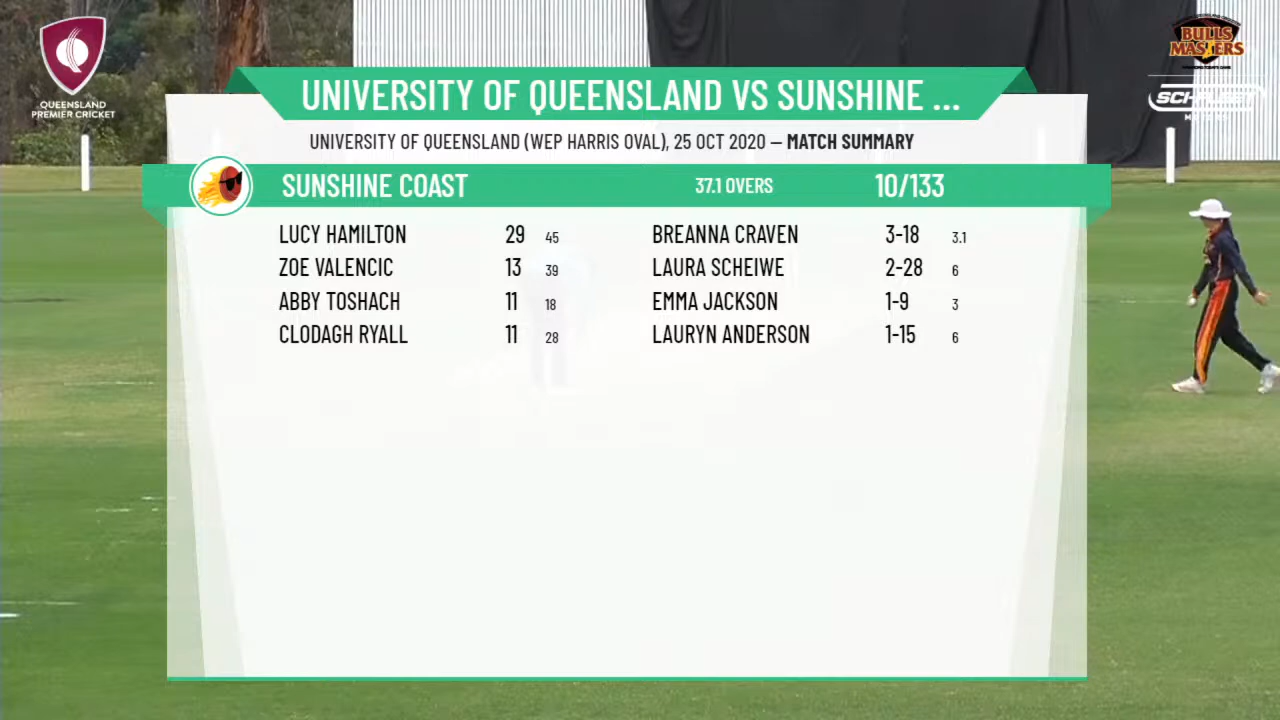 QUEENSLAND
PREMIER CRICKET
BULLS
MASTERS
UNIVERSITY OF QUEENSLAND VS SUNSHINE ...
UNIVERSITY OF QUEENSLAND (WEP HARRIS OVAL), 25 OCT 2020 – MATCH SUMMARY
SUNSHINE COAST 37.1 OVERS 10/133
LUCY HAMILTON 29 45 BREANNA CRAVEN 3-18 3.1
ZOE VALENCIC 13 39 LAURA SCHEIWE 2-28 6
ABBY TOSHACH 11 18 EMMA JACKSON 1-9 3
CLODAGH RYALL 11 28 LAURYN ANDERSON 1-15 6